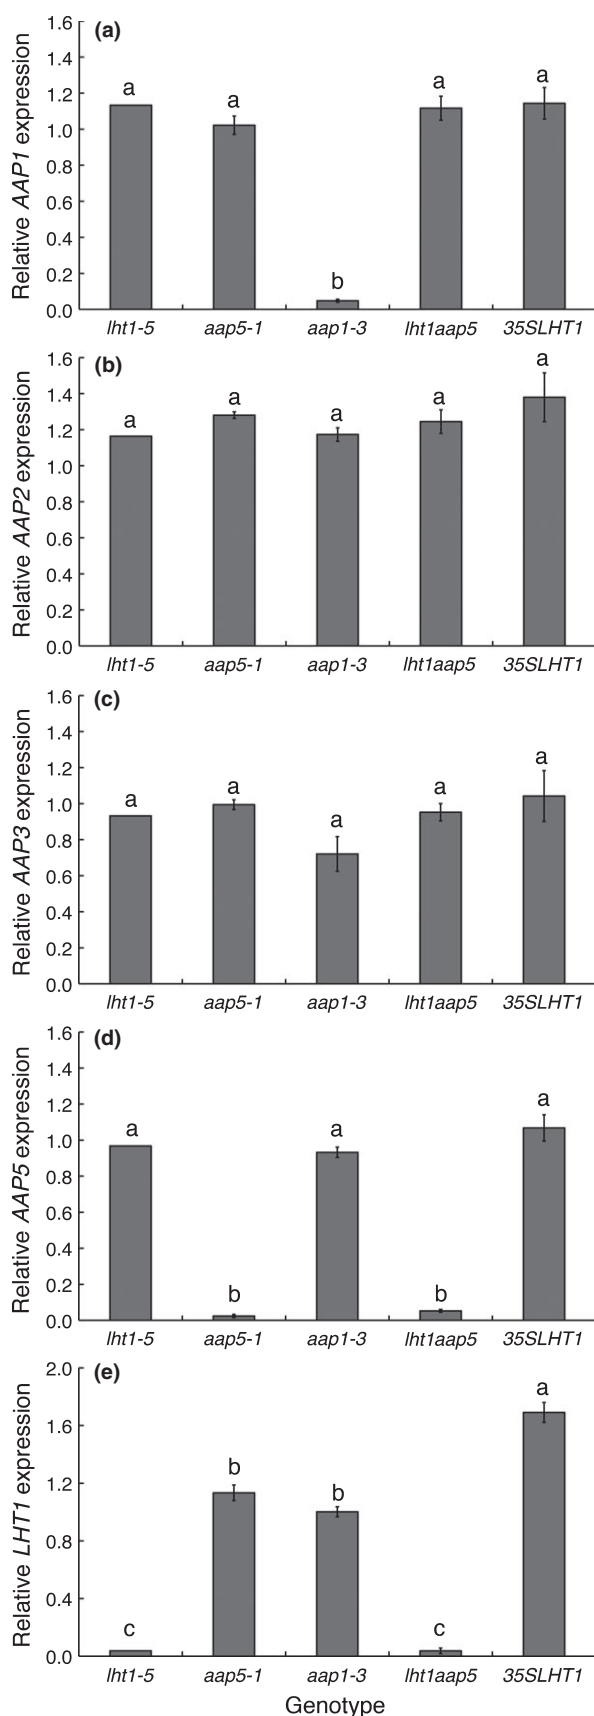 (a)
Relative AAP1 expression
1.6
1.4
1.2
1.0
0.8
0.6
0.4
0.2
0.0
a a b a a
lht1-5 aap5-1 aap1-3 lht1aap5 35SLHT1
(b)
Relative AAP2 expression
1.6
1.4
1.2
1.0
0.8
0.6
0.4
0.2
0.0
a a a a a
lht1-5 aap5-1 aap1-3 lht1aap5 35SLHT1
(c)
Relative AAP3 expression
1.6
1.4
1.2
1.0
0.8
0.6
0.4
0.2
0.0
a a a a a
lht1-5 aap5-1 aap1-3 lht1aap5 35SLHT1
(d)
Relative AAP5 expression
1.6
1.4
1.2
1.0
0.8
0.6
0.4
0.2
0.0
a b a b a
lht1-5 aap5-1 aap1-3 lht1aap5 35SLHT1
(e)
Relative LHT1 expression
2.0
1.6
1.2
0.8
0.4
0.0
c b b c a
lht1-5 aap5-1 aap1-3 lht1aap5 35SLHT1
Genotype